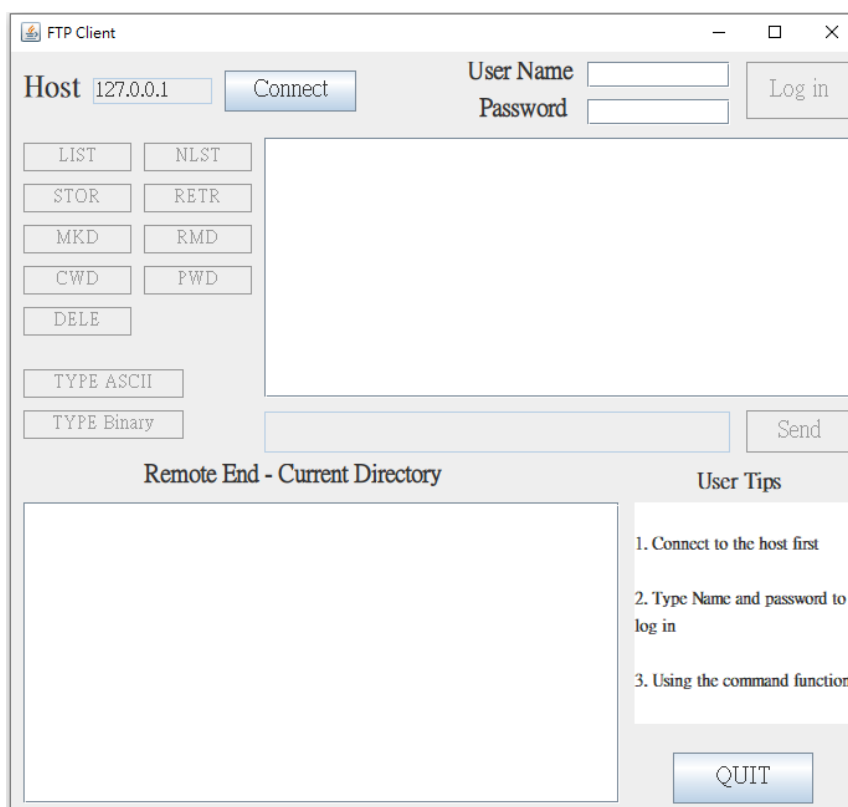 FTP Client
Host 127.0.0.1 Connect
User Name
Password
Log in
LIST NLST
STOR RETR
MKD RMD
CWD PWD
DELE
TYPE ASCII
TYPE Binary
Send
Remote End - Current Directory
User Tips
1. Connect to the host first
2. Type Name and password to
log in
3. Using the command function
QUIT